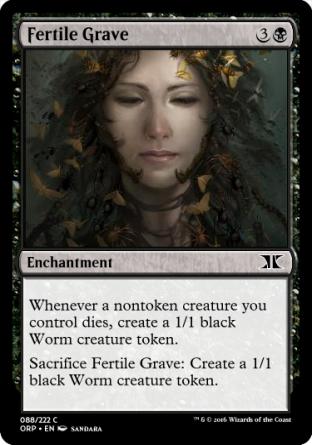 Fertile Grave 3
Enchantment
Whenever a nontoken creature you
control dies, create a 1/1 black
Worm creature token.
Sacrifice Fertile Grave: Create a 1/1
black Worm creature token.
088/222 C
ORP • EN SANDARA
™ & © 2016 Wizards of the Coast